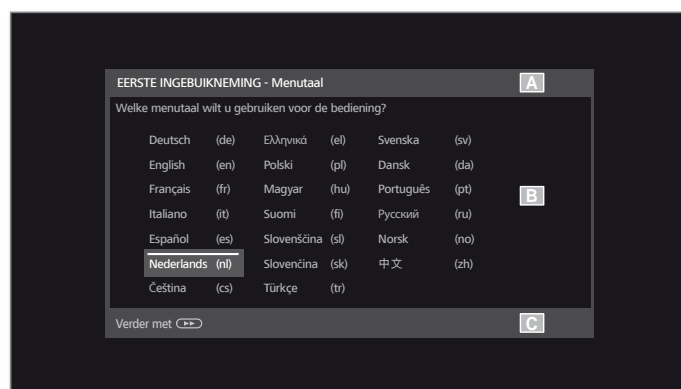 EERSTE INGEBUIKNEMING - Menutaal A
Welke menutaal wilt u gebruiken voor de bediening?
Deutsch (de) Ελληνικά (el) Svenska (sv)
English (en) Polski (pl) Dansk (da)
Français (fr) Magyar (hu) Português (pt)
B
Italiano (it) Suomi (fi) Русский (ru)
Español (es) Slovenščina (sl) Norsk (no)
Nederlands (nl) Slovenčina (sk) 中文 (zh)
Čeština (cs) Türkçe (tr)
Verder met C